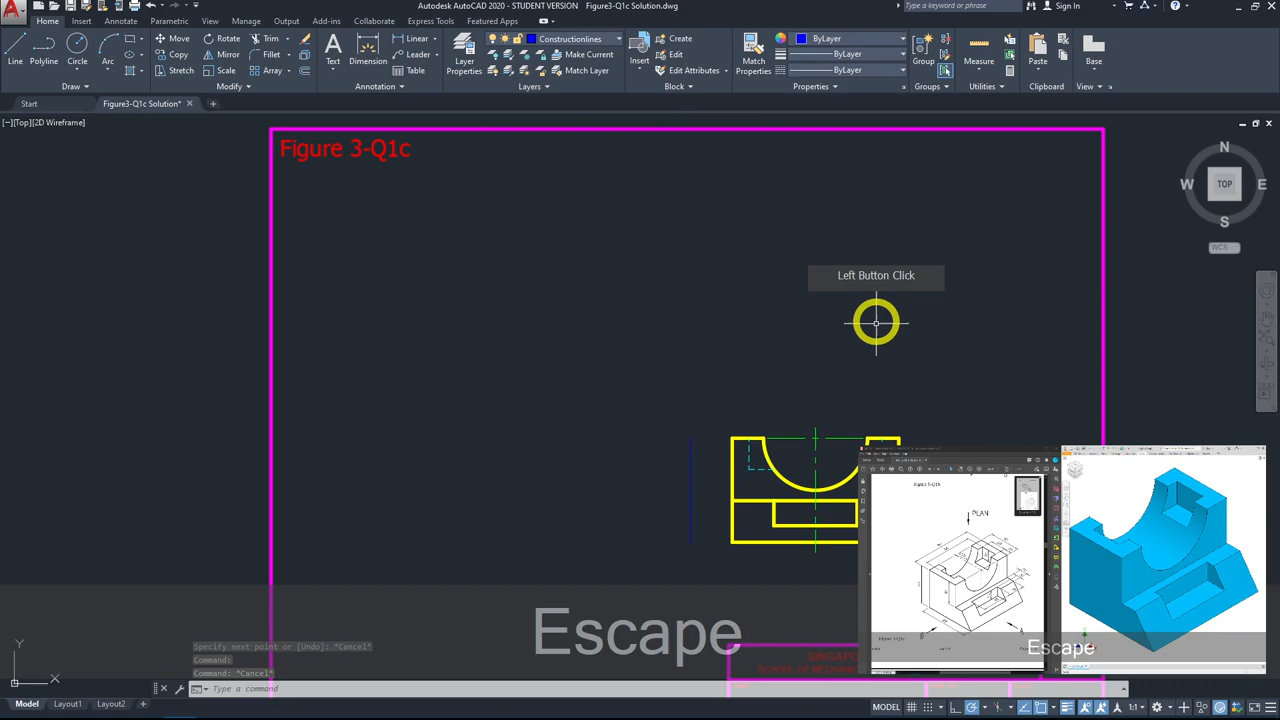 Autodesk AutoCAD 2020 - STUDENT VERSION Figure3-Q1c Solution.dwg
Type a keyword or phrase
Sign In
Home Insert Annotate Parametric View Manage Output Add-ins Collaborate Express Tools Featured Apps
Line Polyline Circle Arc
Move Rotate Trim
Copy Mirror Fillet
Stretch Scale Array
Text Dimension
Linear
Leader
Table
Layer Properties
Constructionlines
Make Current
Match Layer
Insert
Create
Edit
Edit Attributes
Match Properties
ByLayer
ByLayer
ByLayer
Group
Measure
Paste
Base
Draw Modify Annotation Layers Block Properties Groups Utilities Clipboard View
Start Figure3-Q1c Solution*
[−][Top][2D Wireframe]
Figure 3-Q1c
N
W TOP E
S
WCS
Left Button Click
PLAN
Escape
Escape
Specify next point or [Undo]: *Cancel*
Command:
Command: *Cancel*
Type a command
Y
X
Model Layout1 Layout2
MODEL
1:1